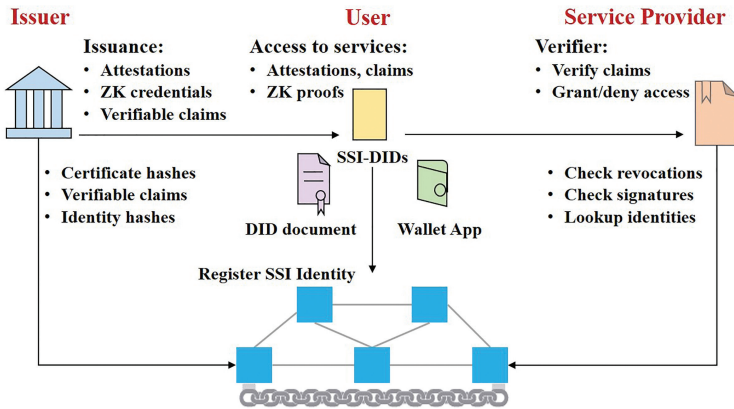 Issuer
User
Service Provider
Issuance:
• Attestations
• ZK credentials
• Verifiable claims
Access to services:
• Attestations, claims
• ZK proofs
Verifier:
• Verify claims
• Grant/deny access
SSI-DIDs
• Certificate hashes
• Verifiable claims
• Identity hashes
DID document
Wallet App
• Check revocations
• Check signatures
• Lookup identities
Register SSI Identity